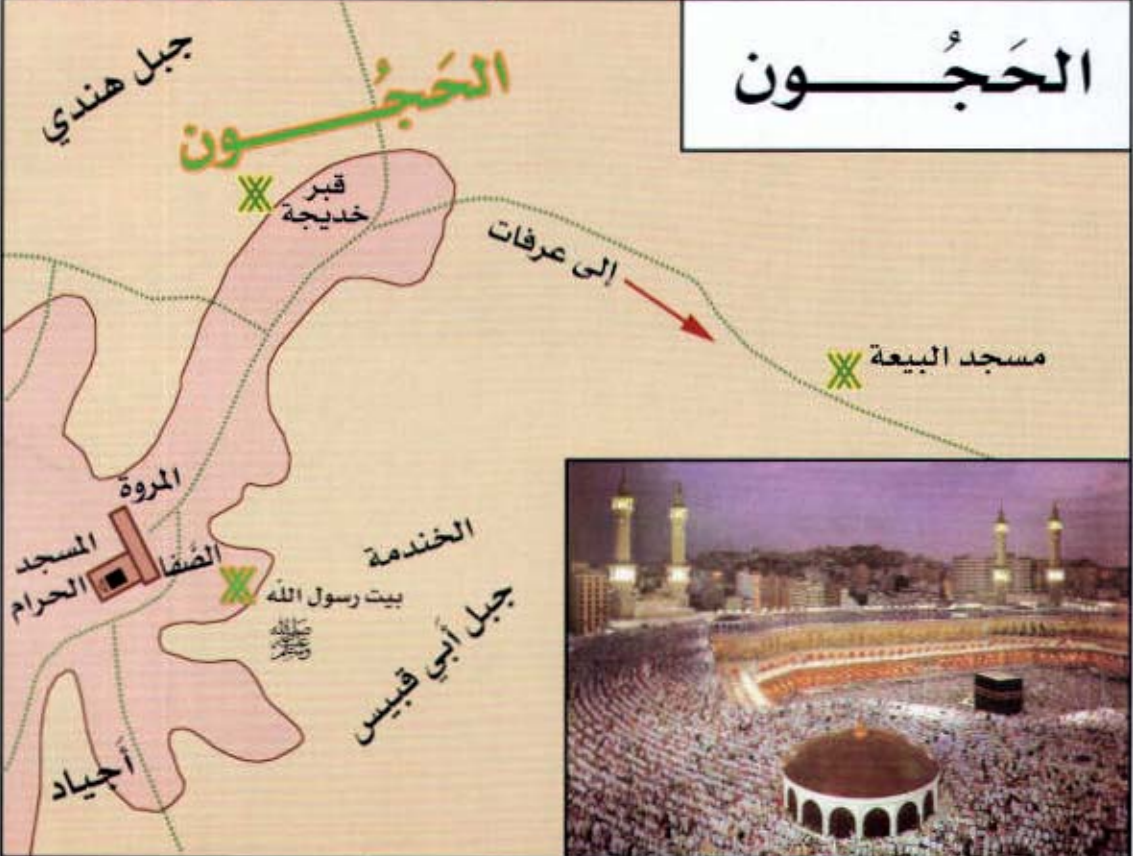 الحَجُـــــون
جبل هندي
الحَجُـــــون
قبر
خديجة
إلى عرفات
مسجد البيعة
المروة
المسجد
الحرام
الصَّفا
الخندمة
بيت رسول الله
ﷺ
جبل أبي قبيس
أجياد